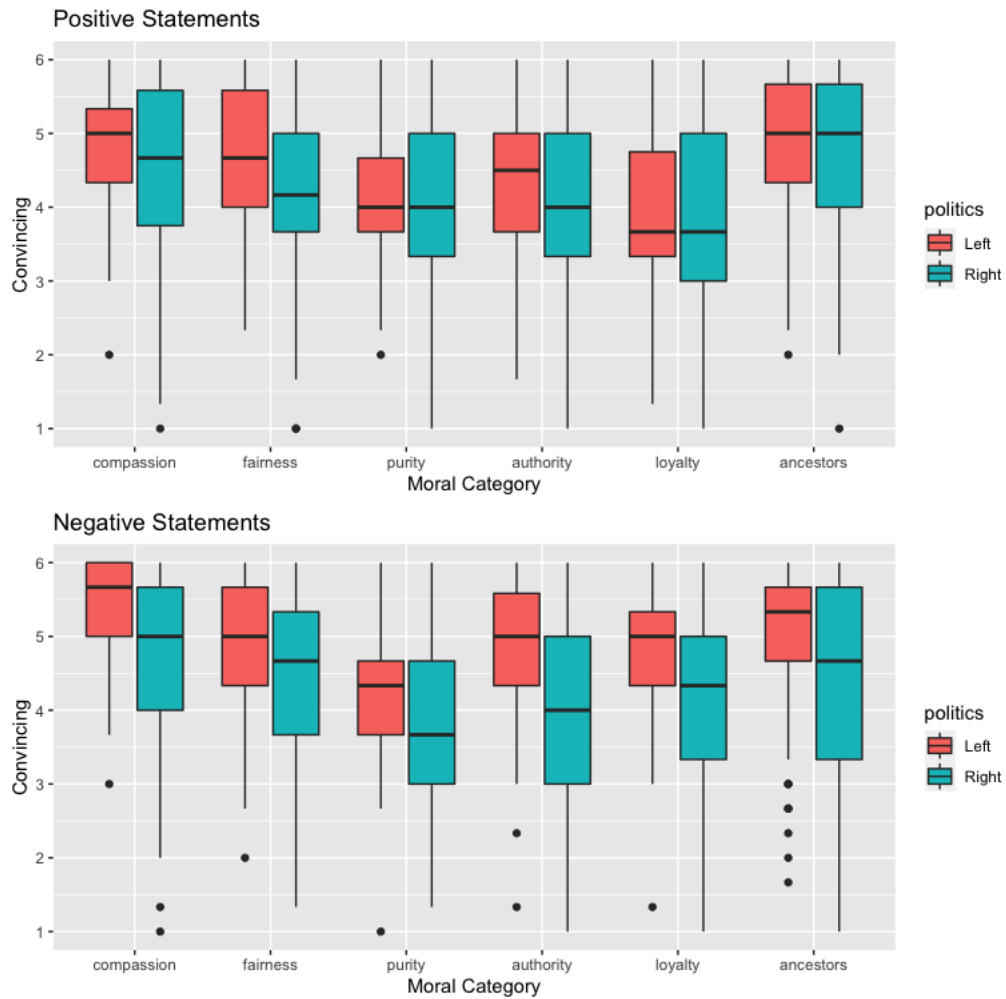 Positive Statements
6
5
4
3
2
1
Convincing
compassion fairness purity authority loyalty ancestors
Moral Category
politics
Left
Right
Negative Statements
6
5
4
3
2
1
Convincing
compassion fairness purity authority loyalty ancestors
Moral Category
politics
Left
Right